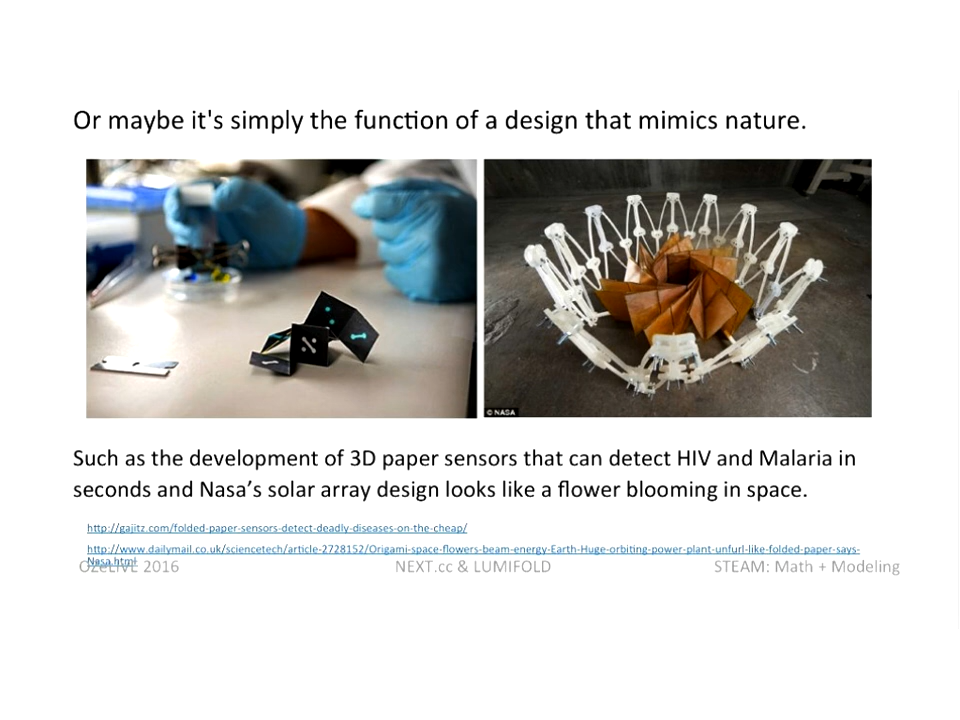 Or maybe it's simply the function of a design that mimics nature.
© NASA
Such as the development of 3D paper sensors that can detect HIV and Malaria in
seconds and Nasa’s solar array design looks like a flower blooming in space.
http://gajitz.com/folded-paper-sensors-detect-deadly-diseases-on-the-cheap/
http://www.dailymail.co.uk/sciencetech/article-2728152/Origami-space-flowers-beam-energy-Earth-Huge-orbiting-power-plant-unfurl-like-folded-paper-says-
Nasa.html
OZeLIVE 2016 NEXT.cc & LUMIFOLD STEAM: Math + Modeling